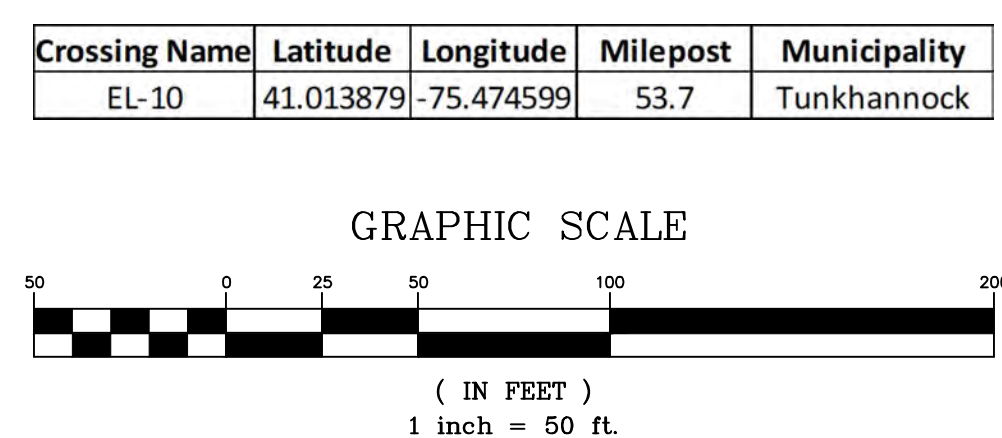 Crossing Name Latitude Longitude Milepost Municipality
EL-10 41.013879 -75.474599 53.7 Tunkhannock
GRAPHIC SCALE
50 0 25 50 100 200
( IN FEET )
1 inch = 50 ft.